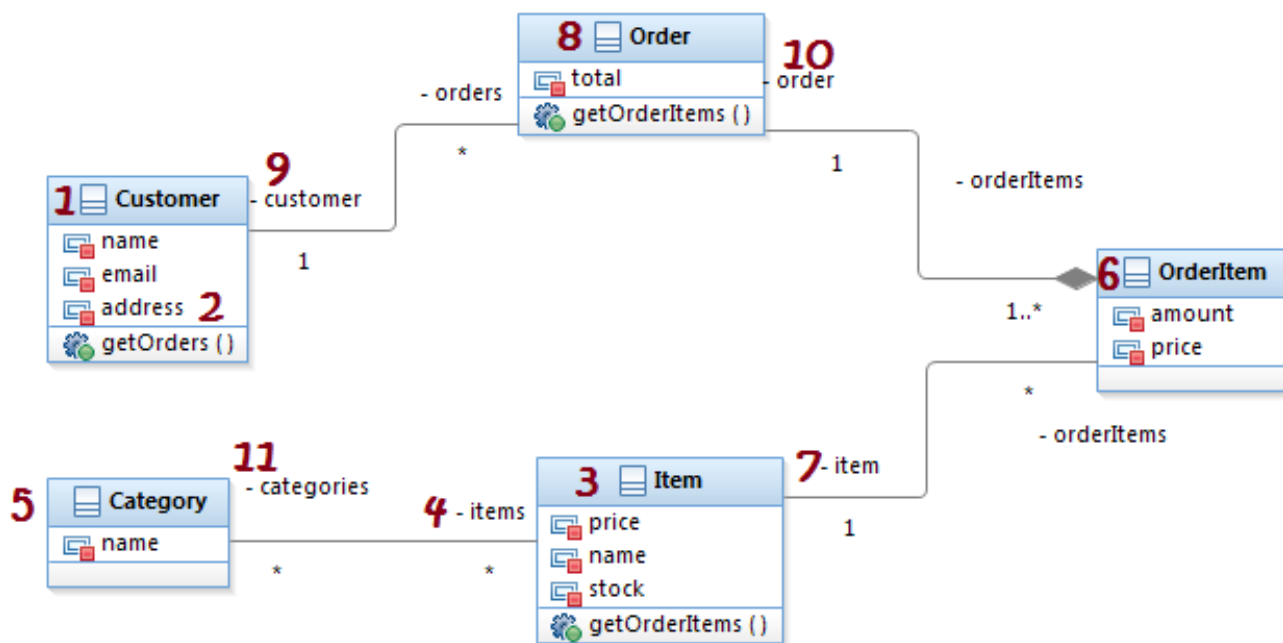 8 Order
total
getOrderItems ( )
10
- order
- orders
*
1
- orderItems
9
- customer
1
1 Customer
name
email
address 2
getOrders ( )
6 OrderItem
amount
price
1..*
*
- orderItems
11
- categories
5 Category
name
*
4 - items
*
3 Item
price
name
stock
getOrderItems ( )
7 - item
1